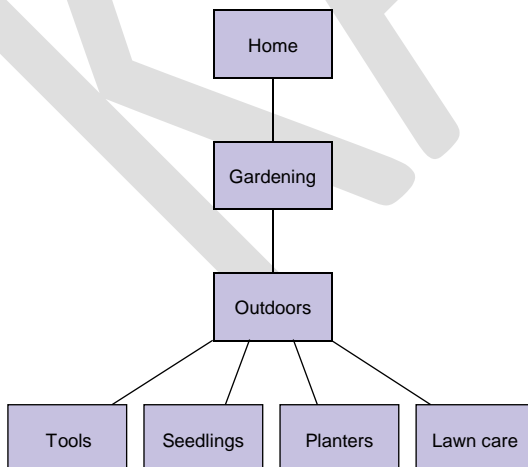 Home
Gardening
Outdoors
Tools
Seedlings
Planters
Lawn care